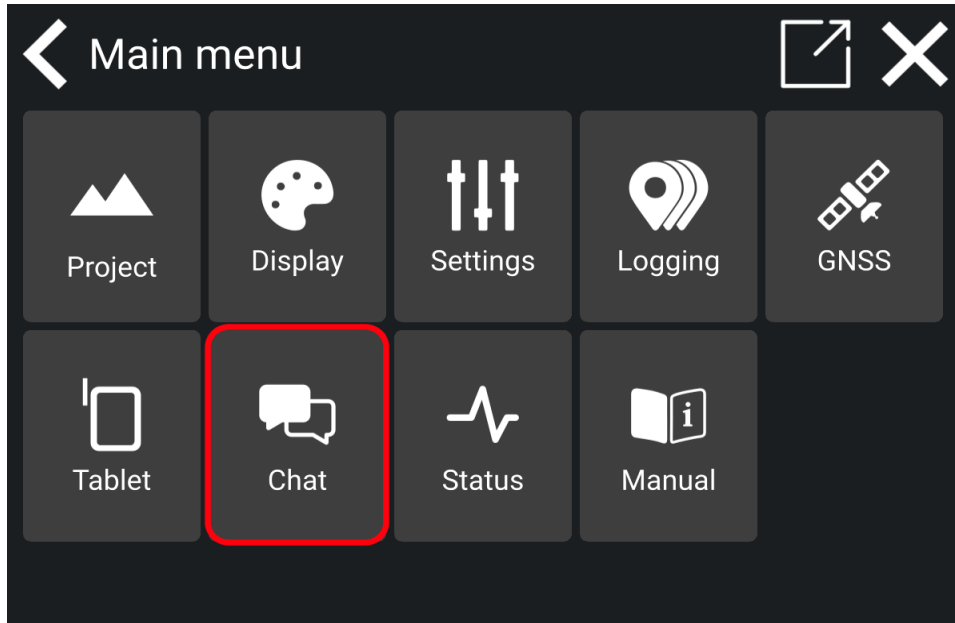 Main menu
Project
Display
Settings
Logging
GNSS
Tablet
Chat
Status
i
Manual